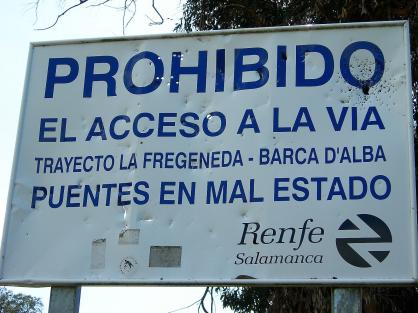 PROHIBIDO
EL ACCESO A LA VIA
TRAYECTO LA FREGENEDA - BARCA D'ALBA
PUENTES EN MAL ESTADO
Renfe
Salamanca